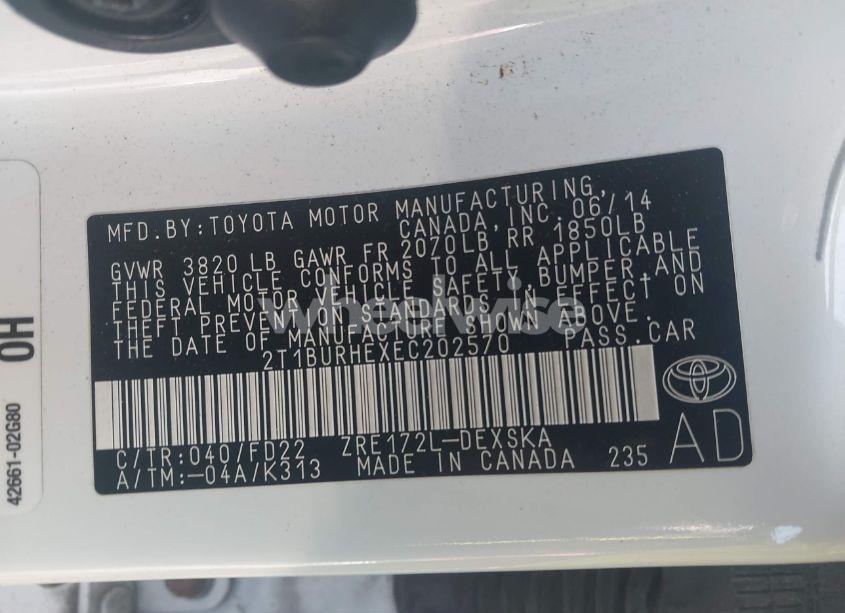 MFD.BY:TOYOTA MOTOR MANUFACTURING,
CANADA, INC. 06/14
GVWR 3820 LB GAWR FR 2070LB RR 1850LB
THIS VEHICLE CONFORMS TO ALL APPLICABLE
FEDERAL MOTOR VEHICLE SAFETY, BUMPER,AND
THEFT PREVENTION STANDARDS IN EFFECT ON
THE DATE OF MANUFACTURE SHOWN ABOVE.
2T1BURHEXEC202570 PASS.CAR
C/TR:040/FD22 ZRE172L-DEXSKA
A/TM:-04A/K313 MADE IN CANADA 235
AD
0H
42661-02G80
wheelwise